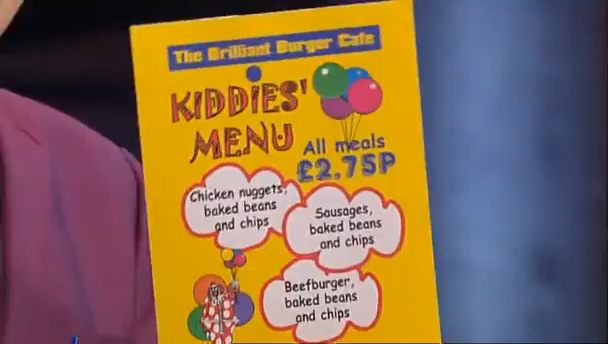 The Brilliant Burger Cafe
KIDDIES'
MENU
All meals
£2.75P
Chicken nuggets,
baked beans
and chips
Sausages,
baked beans
and chips
Beefburger,
baked beans
and chips